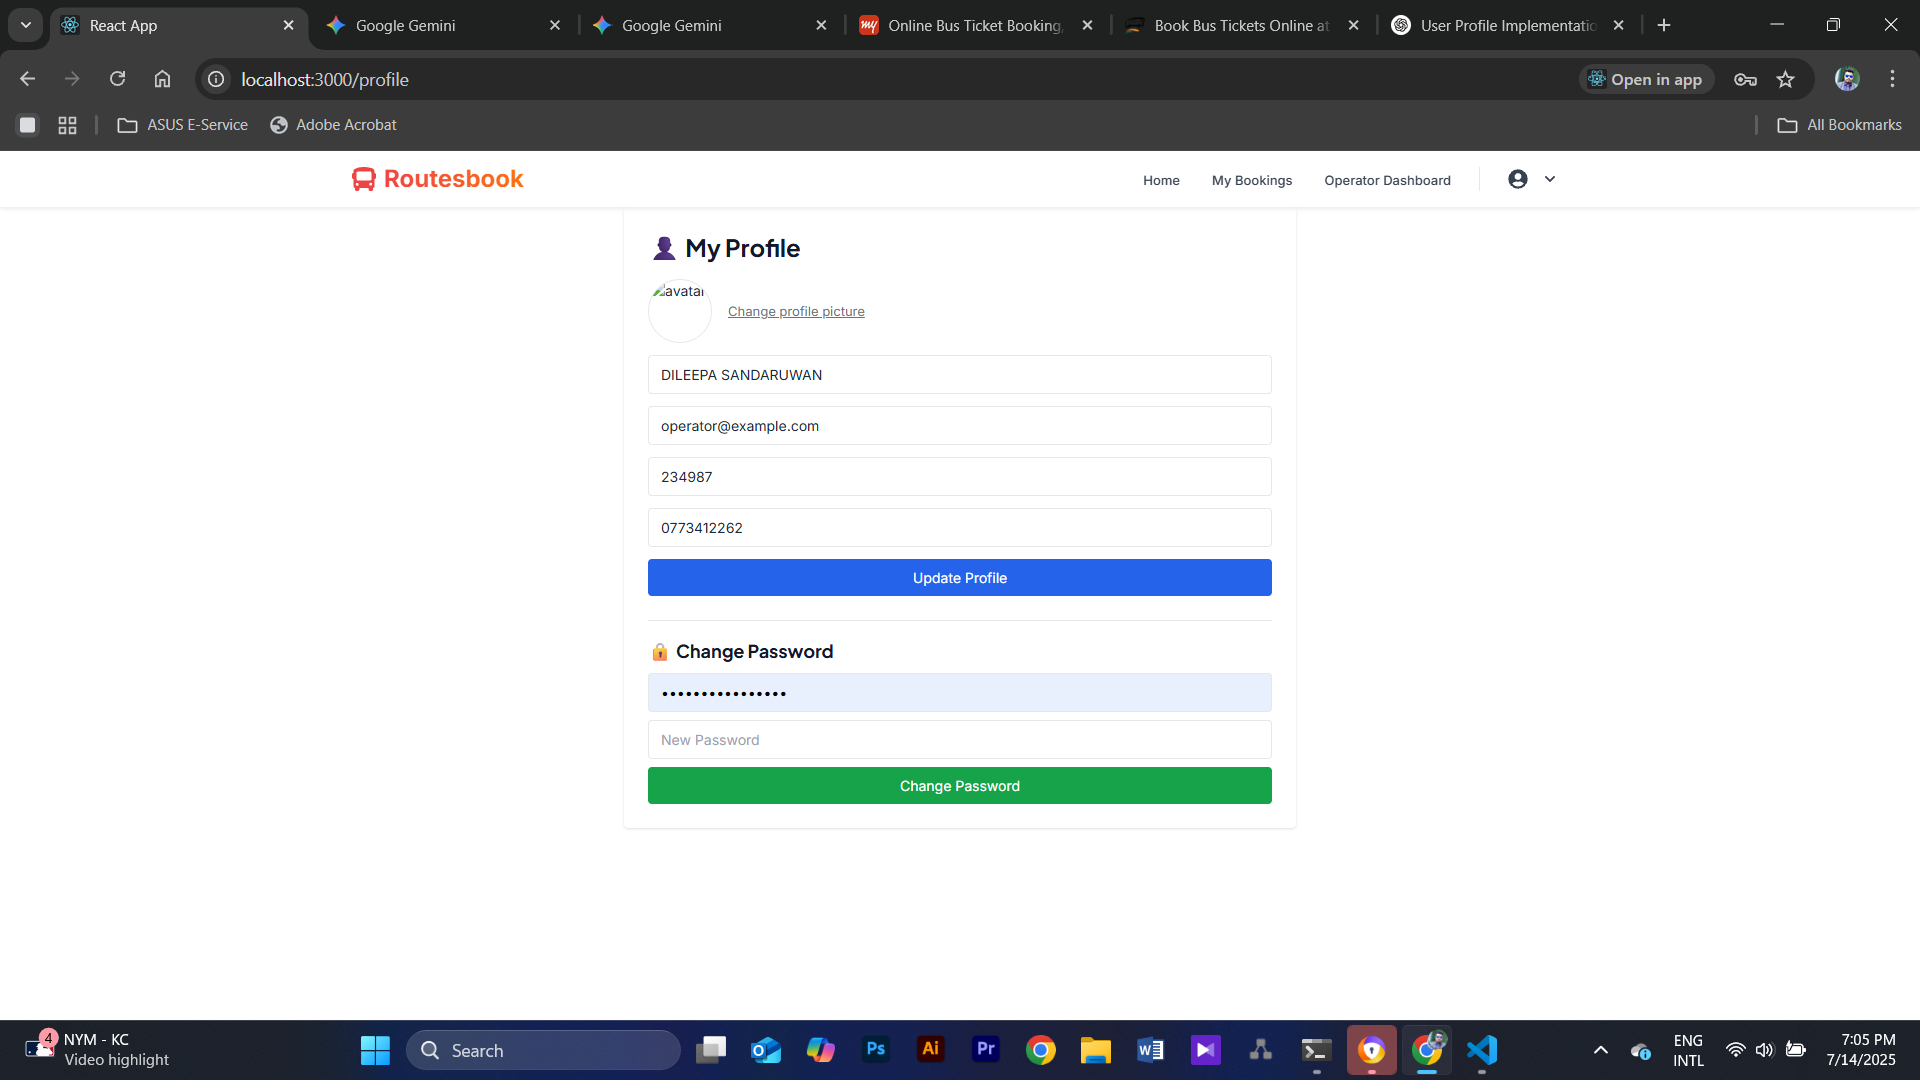 React App
Google Gemini
Google Gemini
Online Bus Ticket Booking,
Book Bus Tickets Online at
User Profile Implementatio
localhost:3000/profile
Open in app
ASUS E-Service
Adobe Acrobat
All Bookmarks
Routesbook
Home
My Bookings
Operator Dashboard
My Profile
avatar
Change profile picture
DILEEPA SANDARUWAN
operator@example.com
234987
0773412262
Update Profile
Change Password
••••••••••••••••
New Password
Change Password
4
NYM - KC
Video highlight
Search
Ps
Ai
Pr
ENG
INTL
7:05 PM
7/14/2025